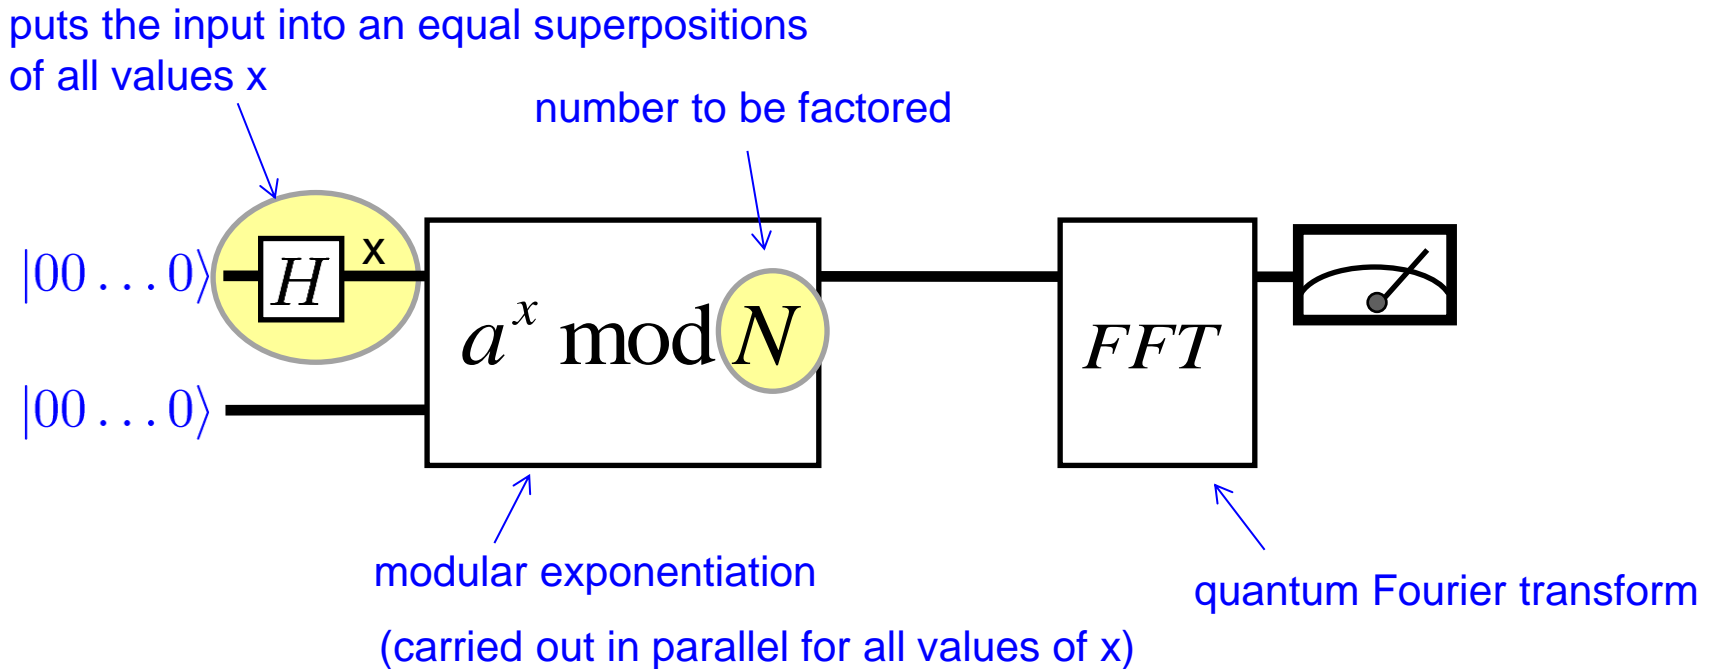 puts the input into an equal superpositions
of all values x
number to be factored
|00 . . . 0⟩
H
x
a^x mod N
FFT
|00 . . . 0⟩
modular exponentiation
quantum Fourier transform
(carried out in parallel for all values of x)